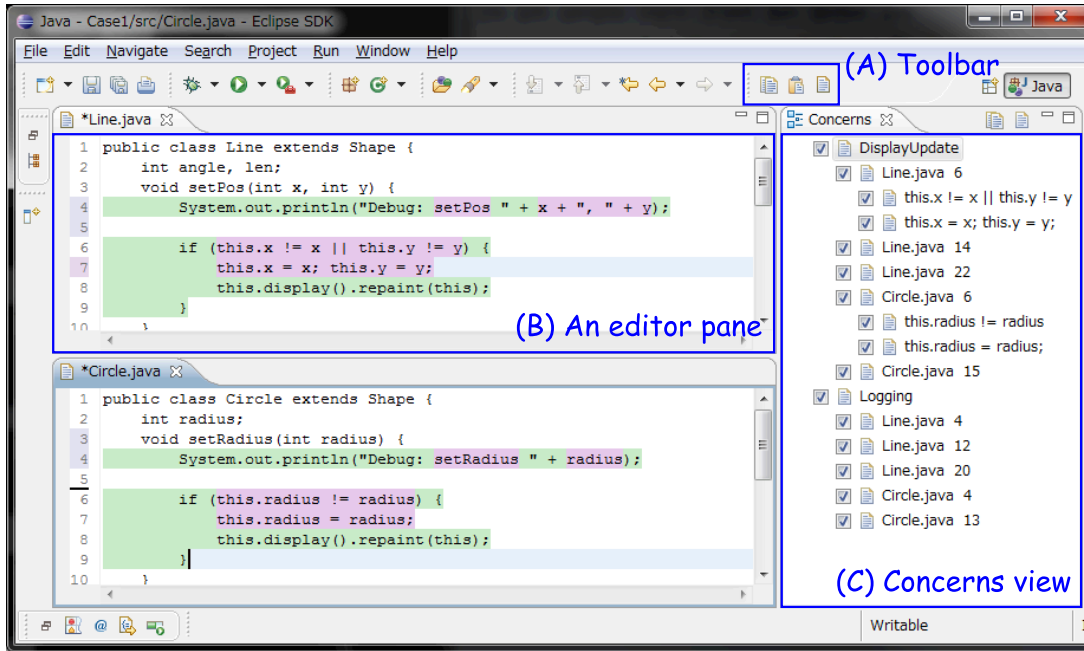 Java - Case1/src/Circle.java - Eclipse SDK
File Edit Navigate Search Project Run Window Help
(A) Toolbar
Java
*Line.java
1 public class Line extends Shape {
2 int angle, len;
3 void setPos(int x, int y) {
4 System.out.println("Debug: setPos " + x + ", " + y);
5
6 if (this.x != x || this.y != y) {
7 this.x = x; this.y = y;
8 this.display().repaint(this);
9 }
10 }
(B) An editor pane
*Circle.java
1 public class Circle extends Shape {
2 int radius;
3 void setRadius(int radius) {
4 System.out.println("Debug: setRadius " + radius);
5
6 if (this.radius != radius) {
7 this.radius = radius;
8 this.display().repaint(this);
9 }
10 }
Concerns
DisplayUpdate
Line.java 6
this.x != x || this.y != y
this.x = x; this.y = y;
Line.java 14
Line.java 22
Circle.java 6
this.radius != radius
this.radius = radius;
Circle.java 15
Logging
Line.java 4
Line.java 12
Line.java 20
Circle.java 4
Circle.java 13
(C) Concerns view
Writable